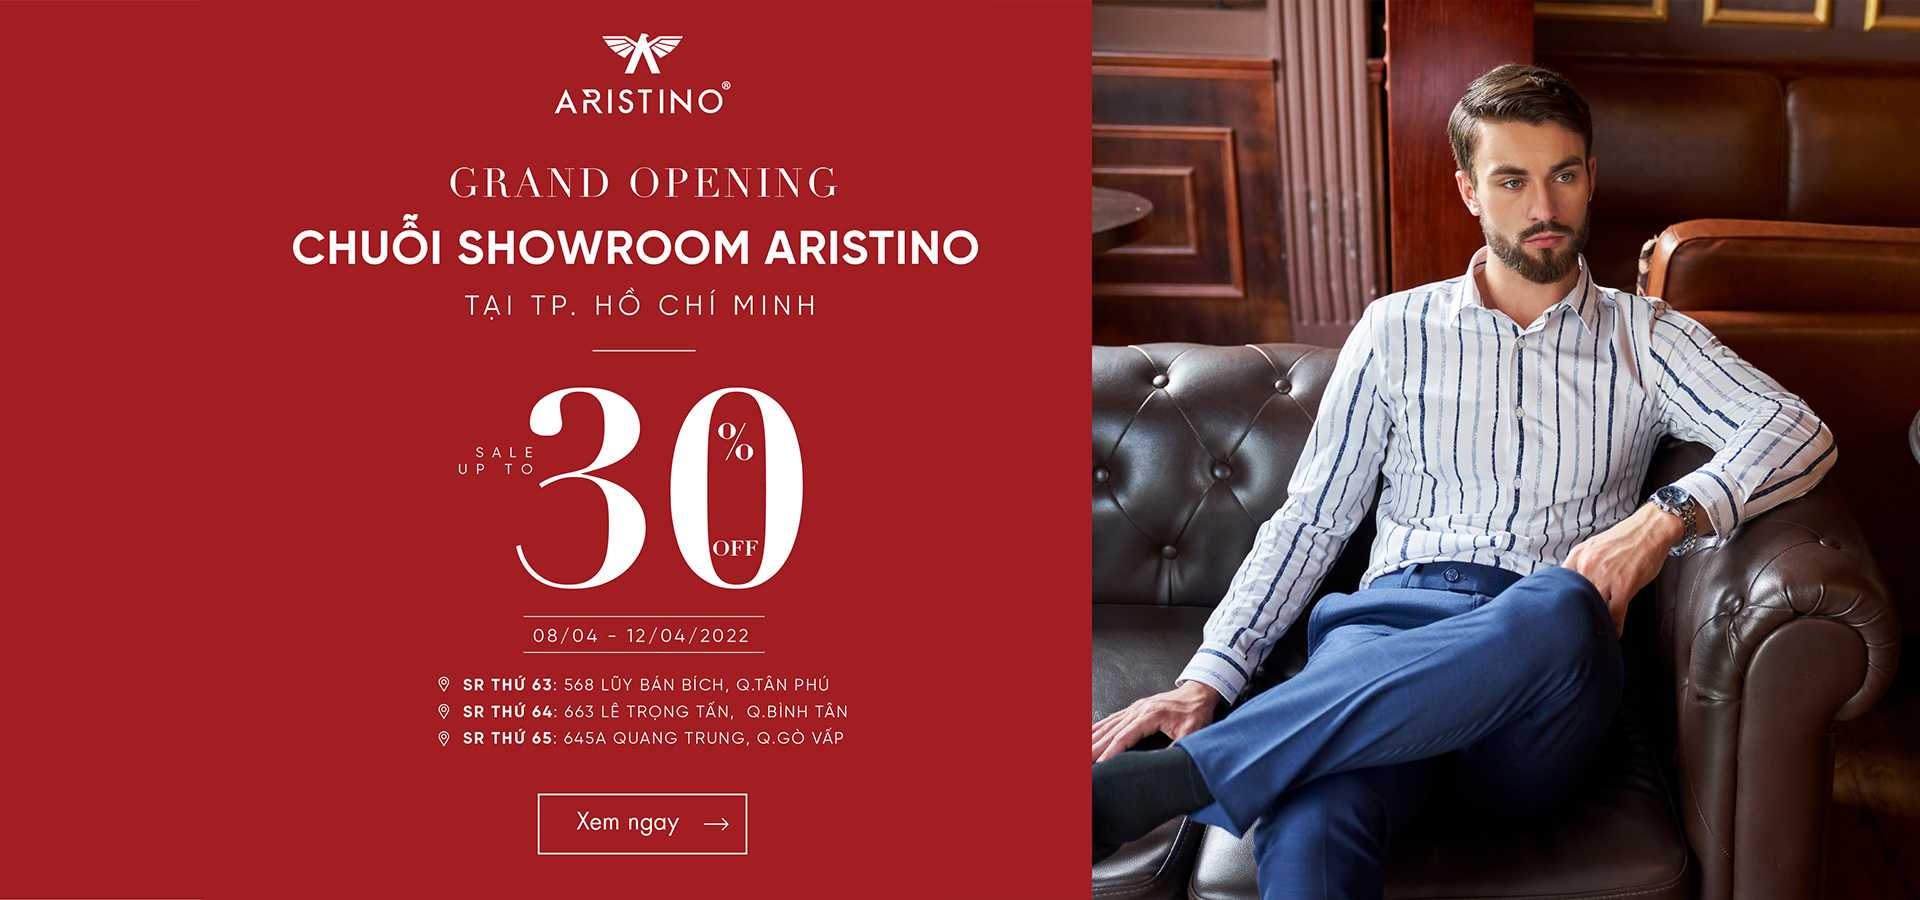 ARISTINO®
GRAND OPENING
CHUỖI SHOWROOM ARISTINO
TẠI TP. HỒ CHÍ MINH
SALE
UP TO
30
%
OFF
08/04 - 12/04/2022
SR THỨ 63: 568 LŨY BÁN BÍCH, Q.TÂN PHÚ
SR THỨ 64: 663 LÊ TRỌNG TẤN, Q.BÌNH TÂN
SR THỨ 65: 645A QUANG TRUNG, Q.GÒ VẤP
Xem ngay →